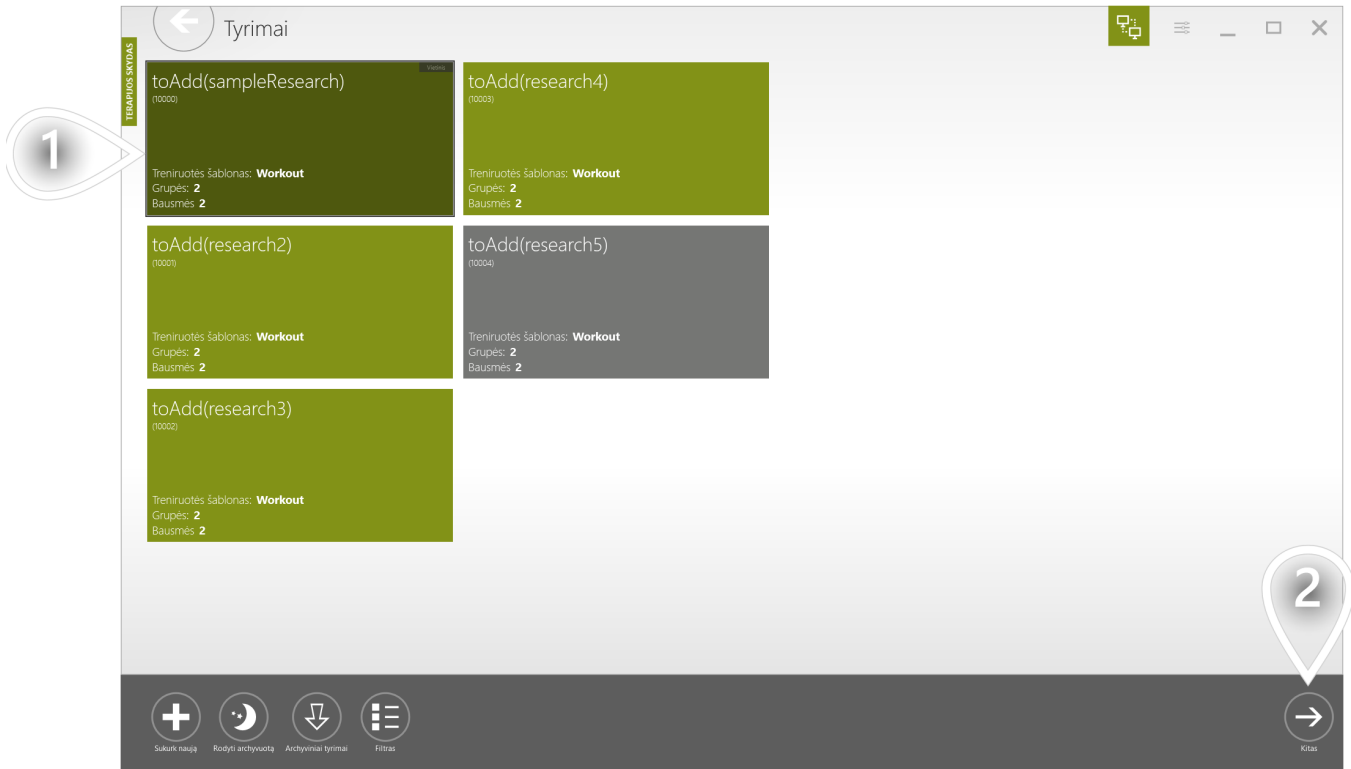 Tyrimai
TERAPIJOS SKYDAS
toAdd(sampleResearch)
(10000)
Treniruotės šablonas: Workout
Grupės: 2
Bausmės 2
toAdd(research4)
(10003)
Treniruotės šablonas: Workout
Grupės: 2
Bausmės 2
toAdd(research2)
(10001)
Treniruotės šablonas: Workout
Grupės: 2
Bausmės 2
toAdd(research5)
(10004)
Treniruotės šablonas: Workout
Grupės: 2
Bausmės 2
toAdd(research3)
(10002)
Treniruotės šablonas: Workout
Grupės: 2
Bausmės 2
1
2
Sukurk naują
Rodyti archyvuotą
Archyviniai tyrimai
Filtras
Kitas